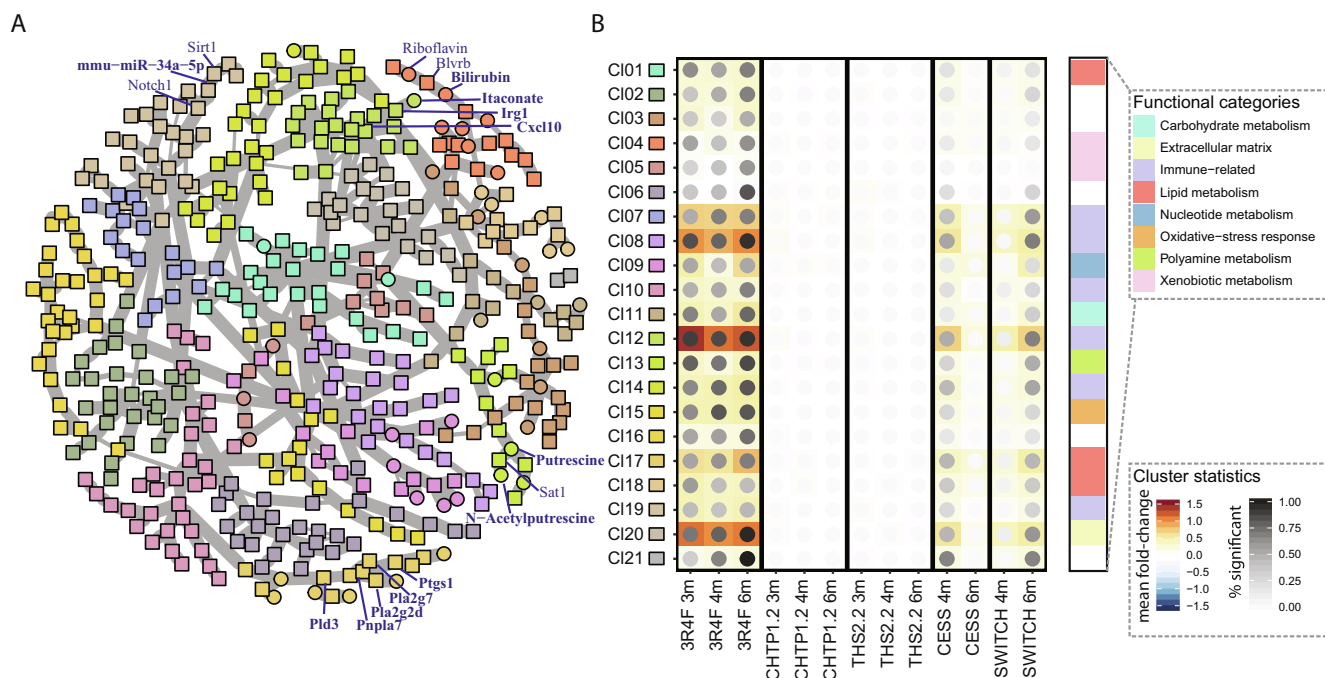 A
B
Sirt1
mmu−miR−34a−5p
Notch1
Riboflavin
Blvrb
Bilirubin
Itaconate
Irg1
Cxcl10
Putrescine
Sat1
N−Acetylputrescine
Ptgs1
Pla2g7
Pla2g2d
Pnpla7
Pld3
Cl01
Cl02
Cl03
Cl04
Cl05
Cl06
Cl07
Cl08
Cl09
Cl10
Cl11
Cl12
Cl13
Cl14
Cl15
Cl16
Cl17
Cl18
Cl19
Cl20
Cl21
3R4F 3m
3R4F 4m
3R4F 6m
CHTP1.2 3m
CHTP1.2 4m
CHTP1.2 6m
THS2.2 3m
THS2.2 4m
THS2.2 6m
CESS 4m
CESS 6m
SWITCH 4m
SWITCH 6m
Functional categories
Carbohydrate metabolism
Extracellular matrix
Immune−related
Lipid metabolism
Nucleotide metabolism
Oxidative−stress response
Polyamine metabolism
Xenobiotic metabolism
Cluster statistics
mean fold−change
1.5
1.0
0.5
0.0
-0.5
-1.0
-1.5
% significant
1.00
0.75
0.50
0.25
0.00